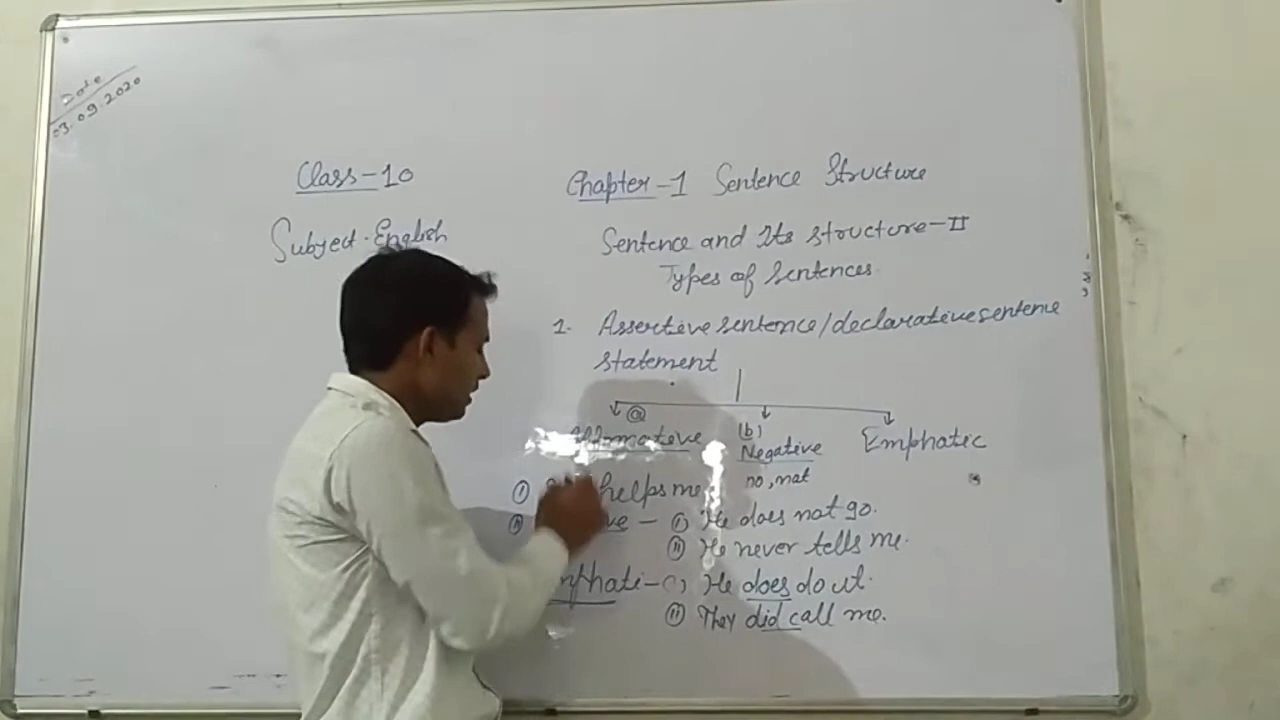 Date
03.09.2020
Class-10
Subject-English
Chapter-1 Sentence Structure
Sentence and Its structure-II
Types of Sentences.
1. Assertive sentence/declarative sentence
statement
(a) (b)
Affirmative Negative Emphatic
no, not
(i) helps me
(ii) - (i) He does not go.
(ii) He never tells me.
- (i) He does do it.
(ii) They did call me.